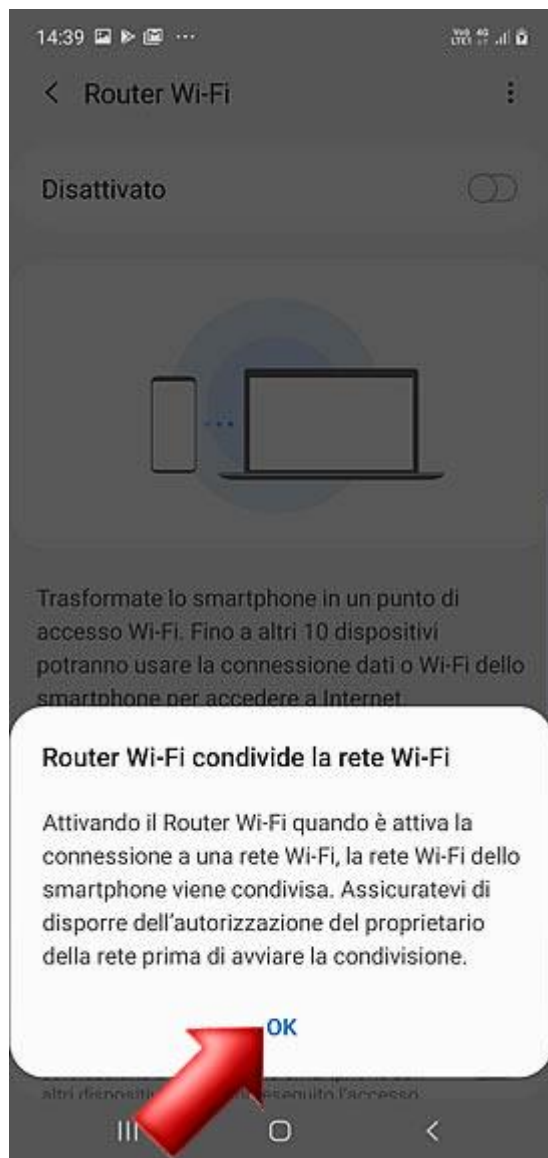 14:39
Router Wi-Fi
Disattivato
Trasformate lo smartphone in un punto di
accesso Wi-Fi. Fino a altri 10 dispositivi
potranno usare la connessione dati o Wi-Fi dello
smartphone per accedere a Internet.
Router Wi-Fi condivide la rete Wi-Fi
Attivando il Router Wi-Fi quando è attiva la
connessione a una rete Wi-Fi, la rete Wi-Fi dello
smartphone viene condivisa. Assicuratevi di
disporre dell'autorizzazione del proprietario
della rete prima di avviare la condivisione.
OK
altri eseguito l'accesso